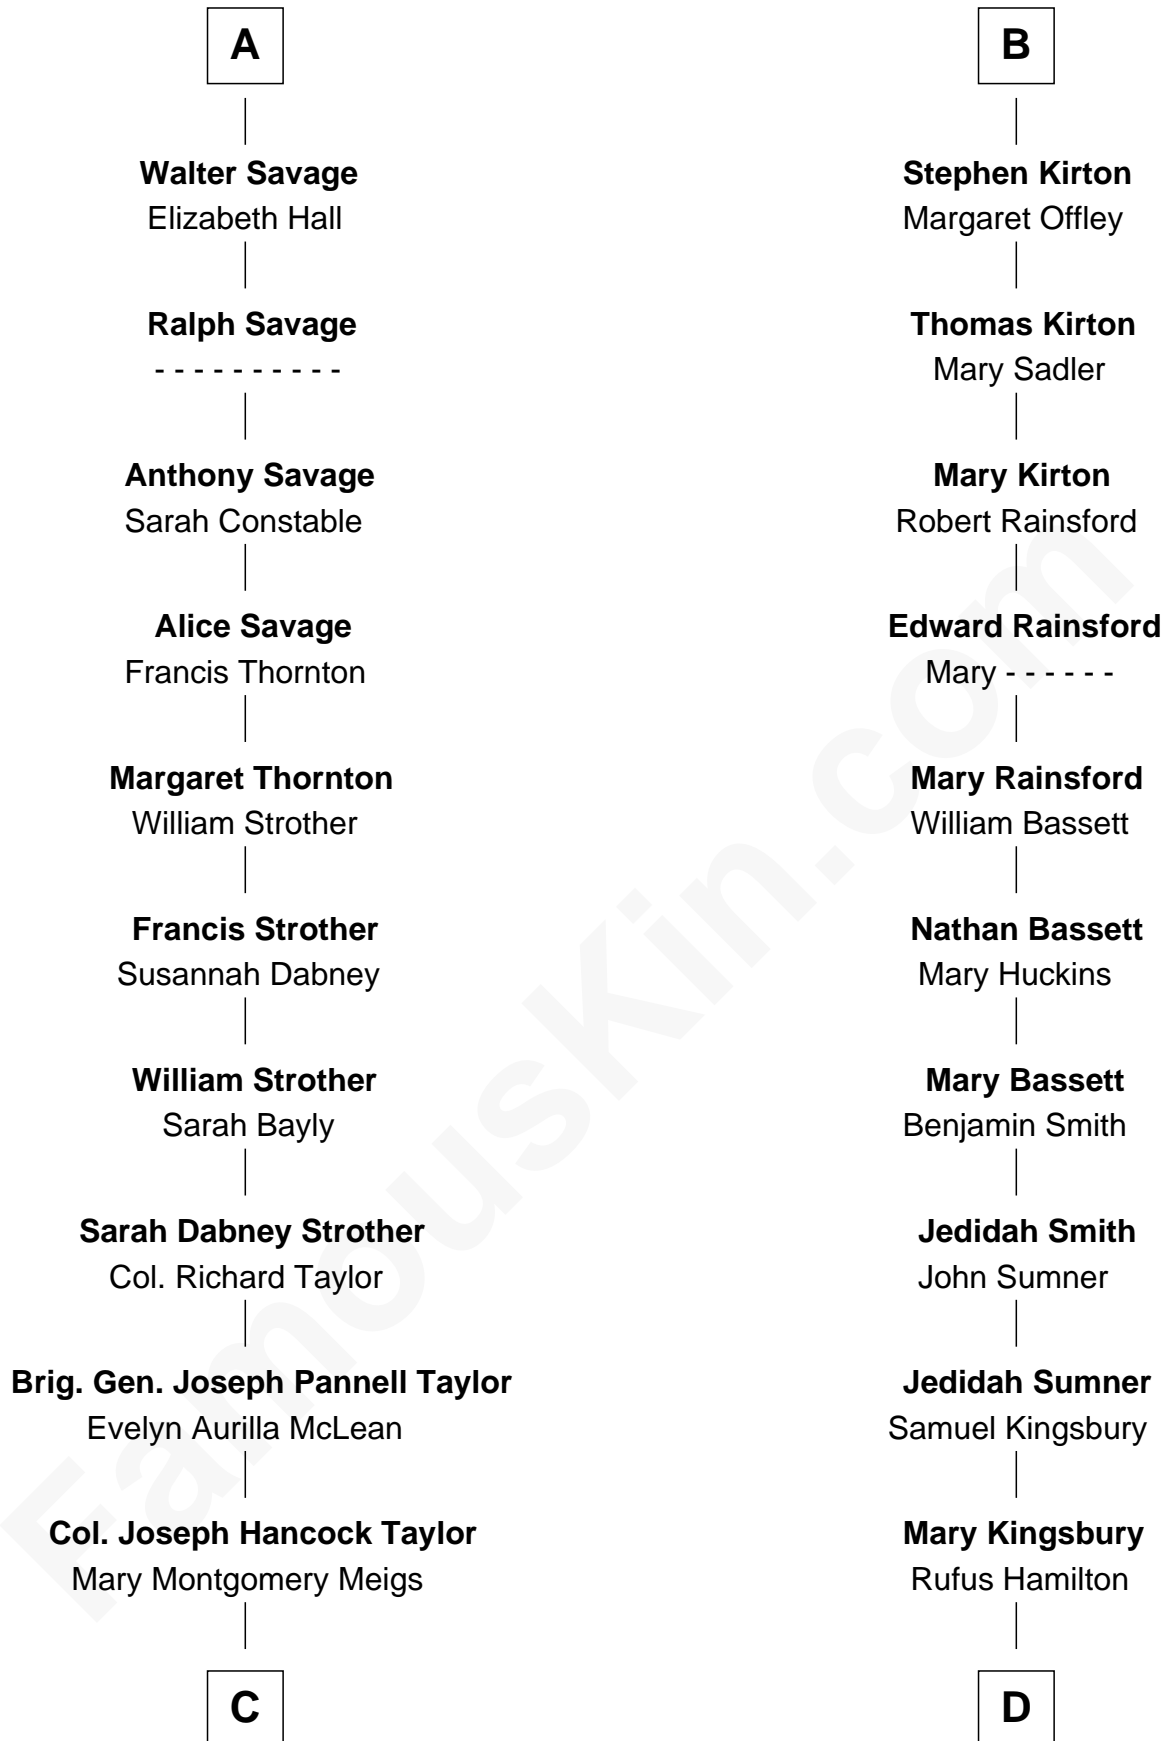 A
Walter Savage
Elizabeth Hall
Ralph Savage
- - - - - - - - - -
Anthony Savage
Sarah Constable
Alice Savage
Francis Thornton
Margaret Thornton
William Strother
Francis Strother
Susannah Dabney
William Strother
Sarah Bayly
Sarah Dabney Strother
Col. Richard Taylor
Brig. Gen. Joseph Pannell Taylor
Evelyn Aurilla McLean
Col. Joseph Hancock Taylor
Mary Montgomery Meigs
C
B
Stephen Kirton
Margaret Offley
Thomas Kirton
Mary Sadler
Mary Kirton
Robert Rainsford
Edward Rainsford
Mary - - - - - -
Mary Rainsford
William Bassett
Nathan Bassett
Mary Huckins
Mary Bassett
Benjamin Smith
Jedidah Smith
John Sumner
Jedidah Sumner
Samuel Kingsbury
Mary Kingsbury
Rufus Hamilton
D
FamousKin.com